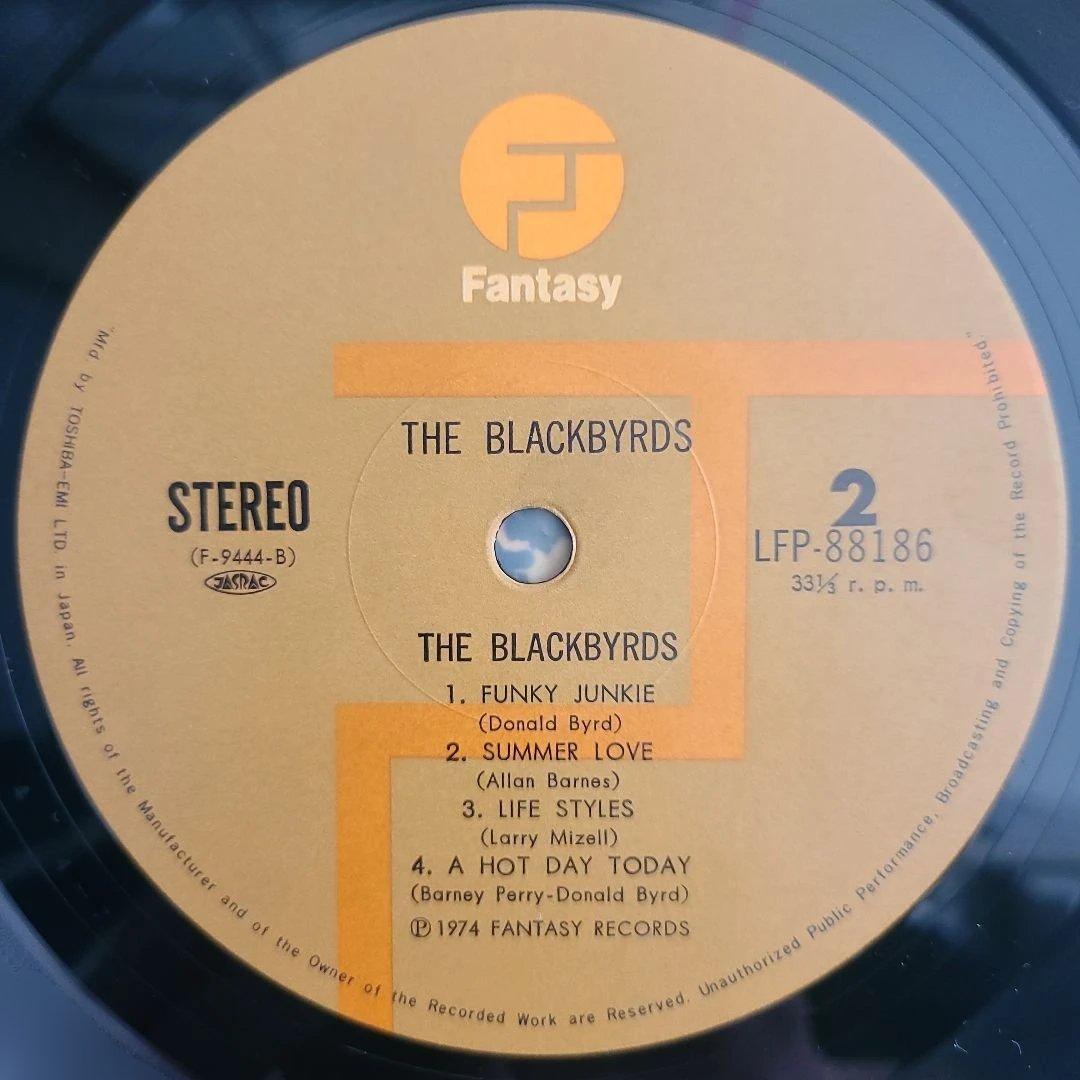 Fantasy
THE BLACKBYRDS
STEREO
(F-9444-B)
JASRAC
2
LFP-88186
33⅓ r. p. m.
THE BLACKBYRDS
1. FUNKY JUNKIE
(Donald Byrd)
2. SUMMER LOVE
(Allan Barnes)
3. LIFE STYLES
(Larry Mizell)
4. A HOT DAY TODAY
(Barney Perry-Donald Byrd)
Ⓟ1974 FANTASY RECORDS
"Mfd. by TOSHIBA-EMI LTD. in Japan. All rights of the Manufacturer and of the Owner of the Recorded Work are Reserved. Unauthorized Public Performance, Broadcasting and Copying of the Record Prohibited."